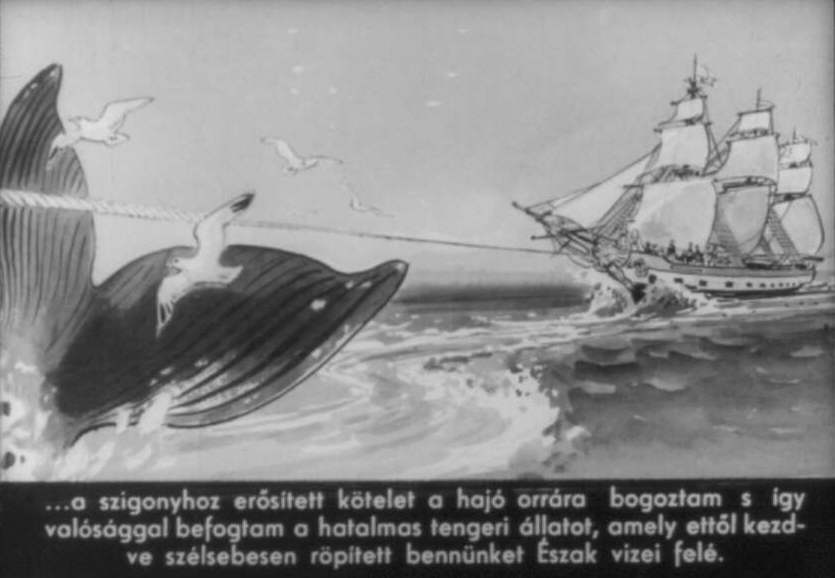 ...a szigonyhoz erősített kötelet a hajó orrára bogoztam s így
valósággal befogtam a hatalmas tengeri állatot, amely ettől kezd-
ve szélsebesen röpített bennünket Észak vizei felé.